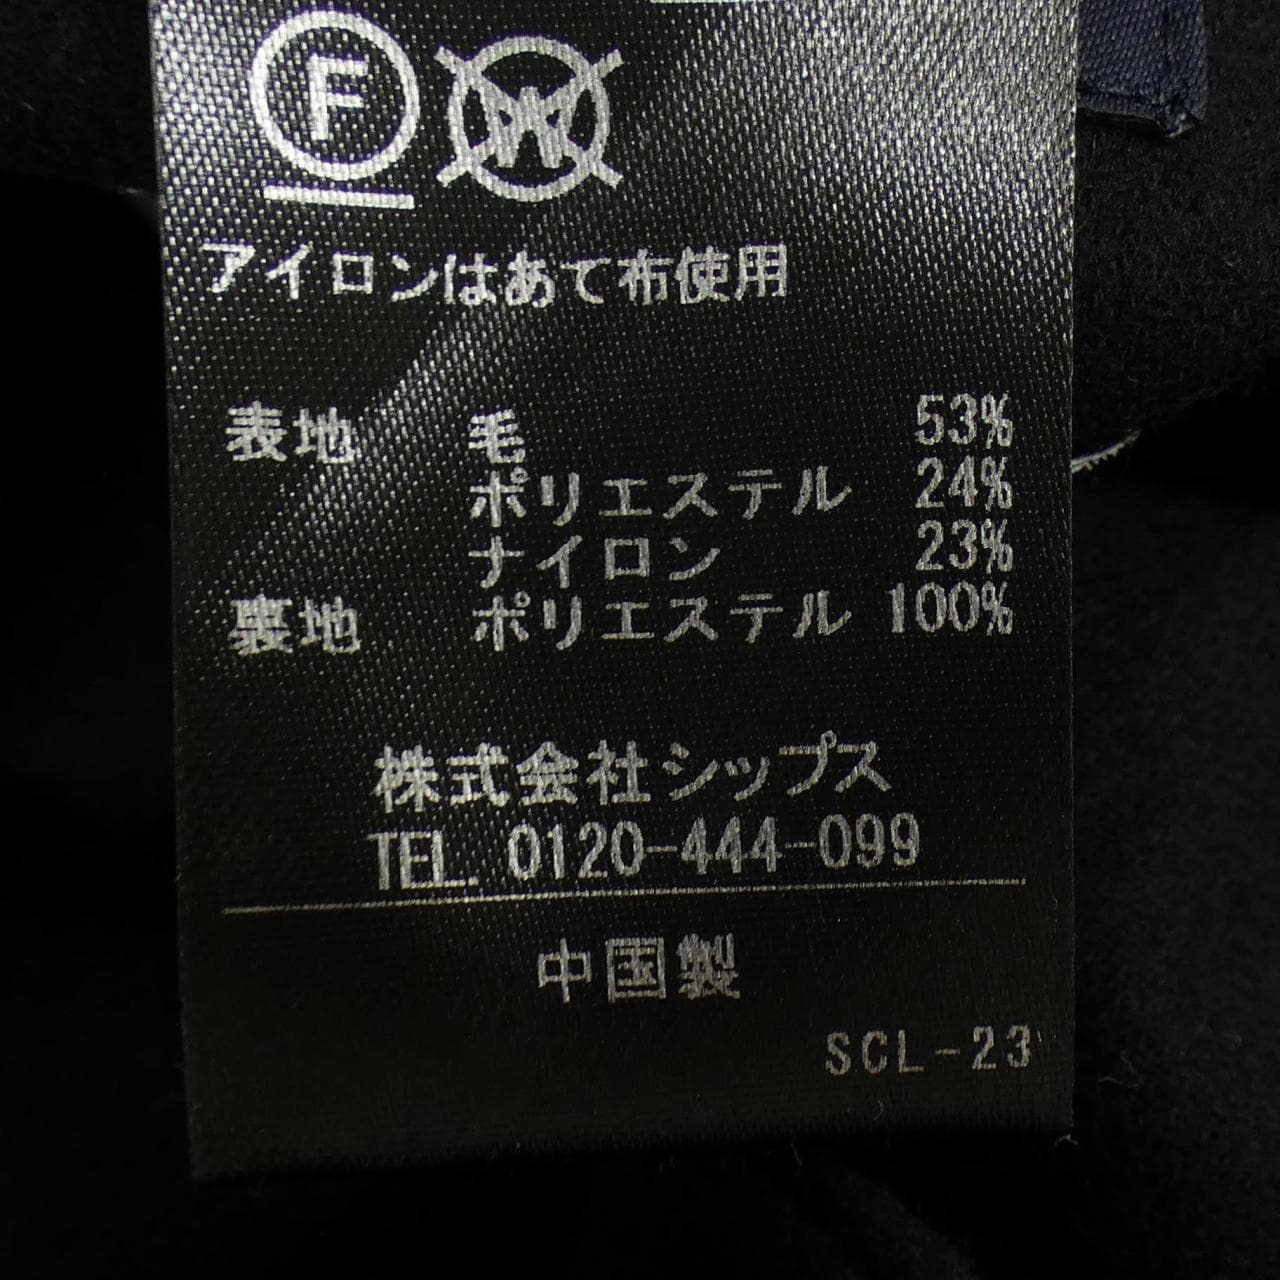 F W
アイロンはあて布使用
表地 毛 53%
ポリエステル 24%
ナイロン 23%
裏地 ポリエステル 100%
株式会社シップス
TEL. 0120-444-099
中国製
SCL-23